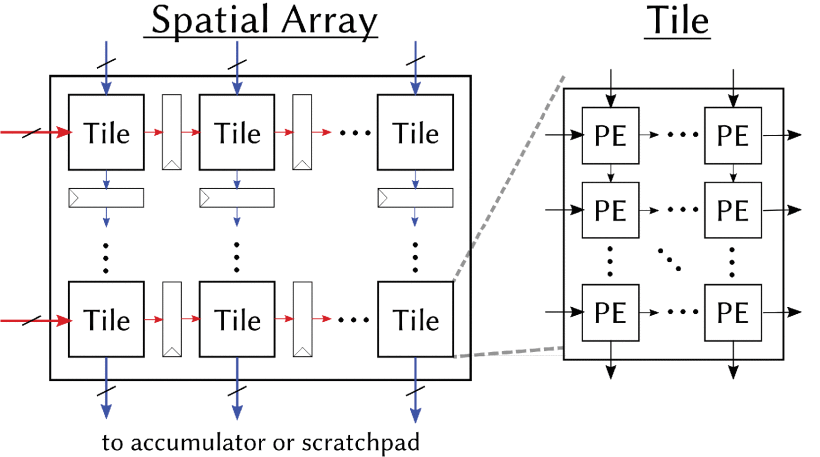 Spatial Array
Tile
Tile Tile Tile
Tile Tile Tile
PE PE
PE PE
PE PE
to accumulator or scratchpad